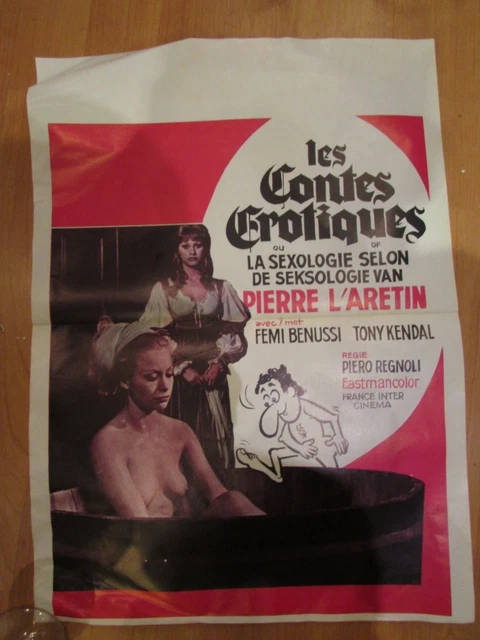 les
Contes
Erotiques
ou of
LA SEXOLOGIE SELON
DE SEKSOLOGIE VAN
PIERRE L'ARETIN
avec / met
FEMI BENUSSI TONY KENDAL
REGIE
PIERO REGNOLI
Eastmancolor
FRANCE INTER
CINEMA